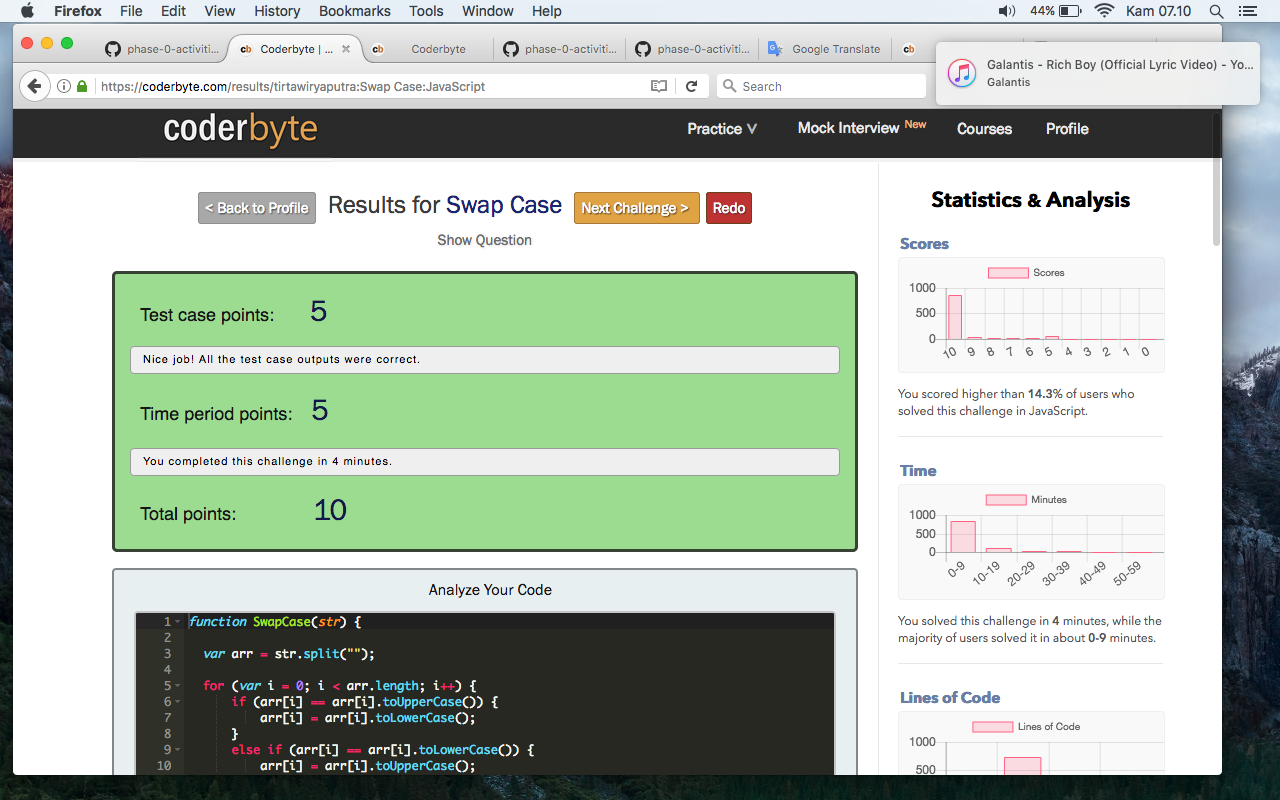 Firefox File Edit View History Bookmarks Tools Window Help 44% Kam 07.10
phase-0-activiti... cb Coderbyte | ... cb Coderbyte phase-0-activiti... phase-0-activiti... Google Translate cb
Galantis - Rich Boy (Official Lyric Video) - Yo...
Galantis
https://coderbyte.com/results/tirtawiryaputra:Swap Case:JavaScript Search
coderbyte Practice V Mock Interview New Courses Profile
< Back to Profile Results for Swap Case Next Challenge > Redo
Show Question
Test case points: 5
Nice job! All the test case outputs were correct.
Time period points: 5
You completed this challenge in 4 minutes.
Total points: 10
Analyze Your Code
1 function SwapCase(str) {
2
3 var arr = str.split("");
4
5 for (var i = 0; i < arr.length; i++) {
6 if (arr[i] == arr[i].toUpperCase()) {
7 arr[i] = arr[i].toLowerCase();
8 }
9 else if (arr[i] == arr[i].toLowerCase()) {
10 arr[i] = arr[i].toUpperCase();
Statistics & Analysis
Scores
Scores
1000
500
0
10 9 8 7 6 5 4 3 2 1 0
You scored higher than 14.3% of users who
solved this challenge in JavaScript.
Time
Minutes
1000
500
0
0-9 10-19 20-29 30-39 40-49 50-59
You solved this challenge in 4 minutes, while the
majority of users solved it in about 0-9 minutes.
Lines of Code
Lines of Code
1000
500